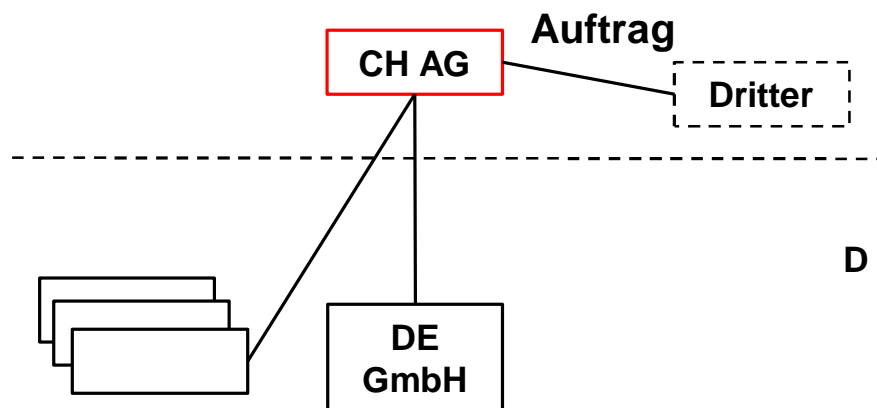 Auftrag
CH AG
Dritter
D
DE
GmbH